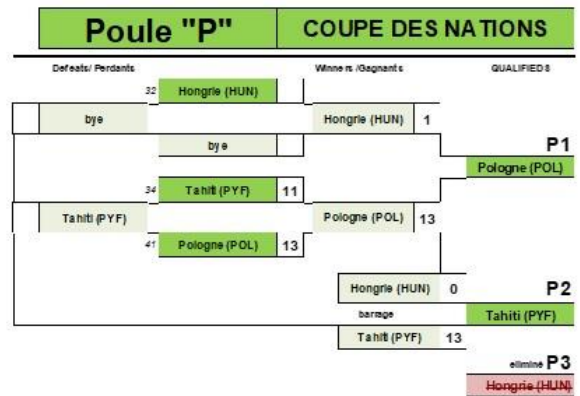 Poule "P" COUPE DES NATIONS
Defeats/ Perdants Winners /Gagnants QUALIFIEDS
32 Hongrie (HUN)
bye Hongrie (HUN) 1
bye P1
Pologne (POL)
34 Tahiti (PYF) 11
Tahiti (PYF) Pologne (POL) 13
41 Pologne (POL) 13
Hongrie (HUN) 0 P2
barrage Tahiti (PYF)
Tahiti (PYF) 13
eliminé P3
Hongrie (HUN)